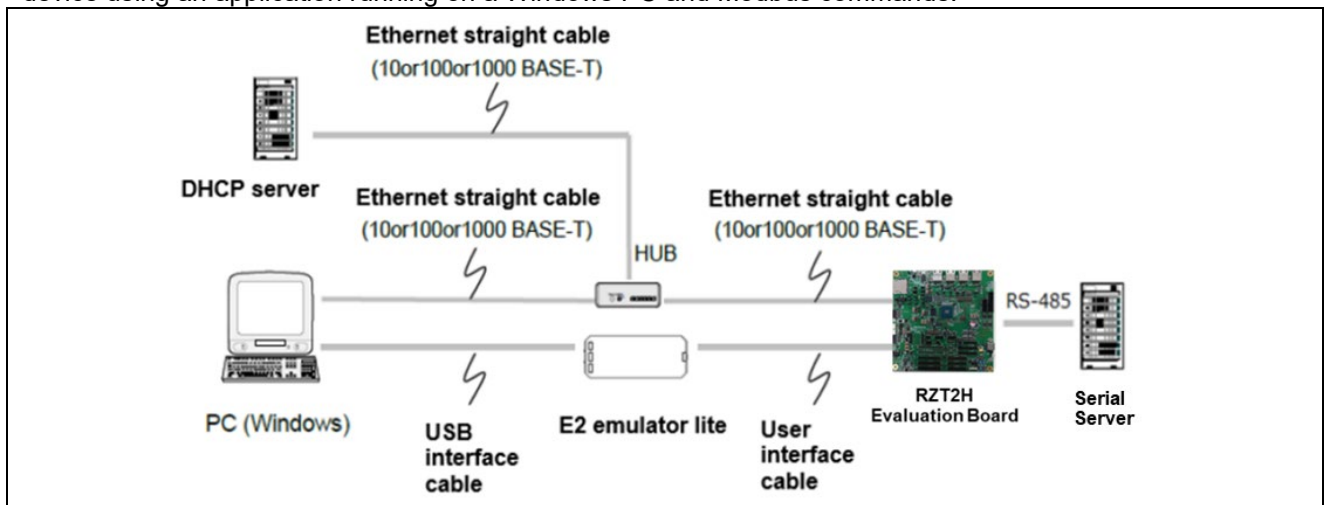 device using an application running on a Windows PC and Modbus commands.
Ethernet straight cable
(10or100or1000 BASE-T)
DHCP server
Ethernet straight cable
(10or100or1000 BASE-T)
Ethernet straight cable
(10or100or1000 BASE-T)
HUB
RS-485
PC (Windows)
USB
interface
cable
E2 emulator lite
User
interface
cable
RZT2H
Evaluation Board
Serial
Server